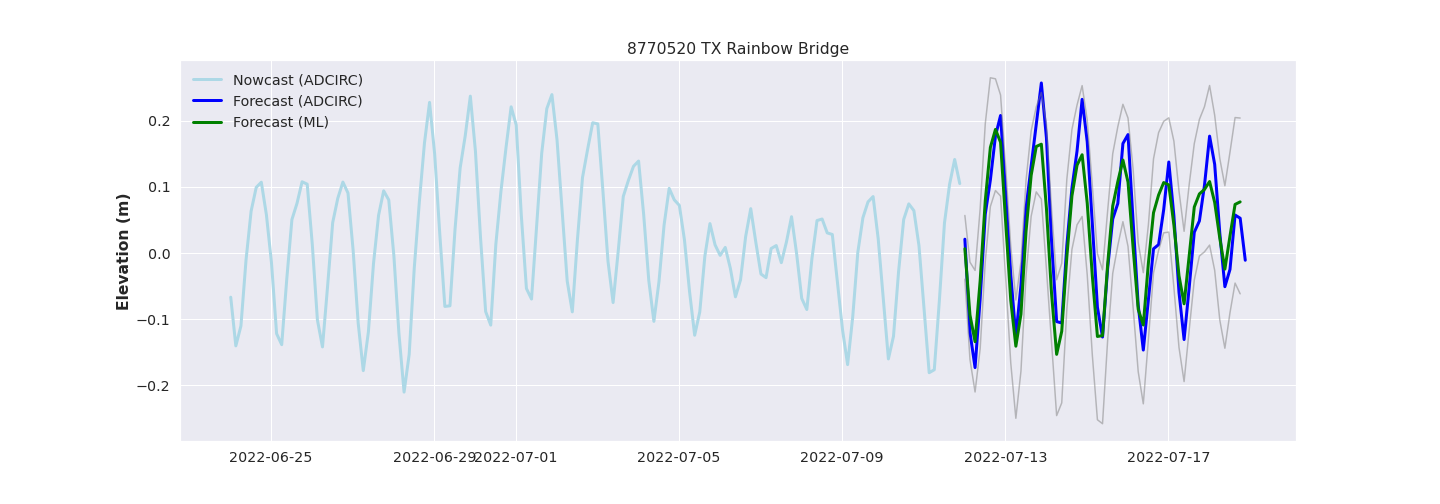 8770520 TX Rainbow Bridge
Nowcast (ADCIRC)
Forecast (ADCIRC)
Forecast (ML)
Elevation (m)
0.2
0.1
0.0
−0.1
−0.2
2022-06-25
2022-06-29
2022-07-01
2022-07-05
2022-07-09
2022-07-13
2022-07-17